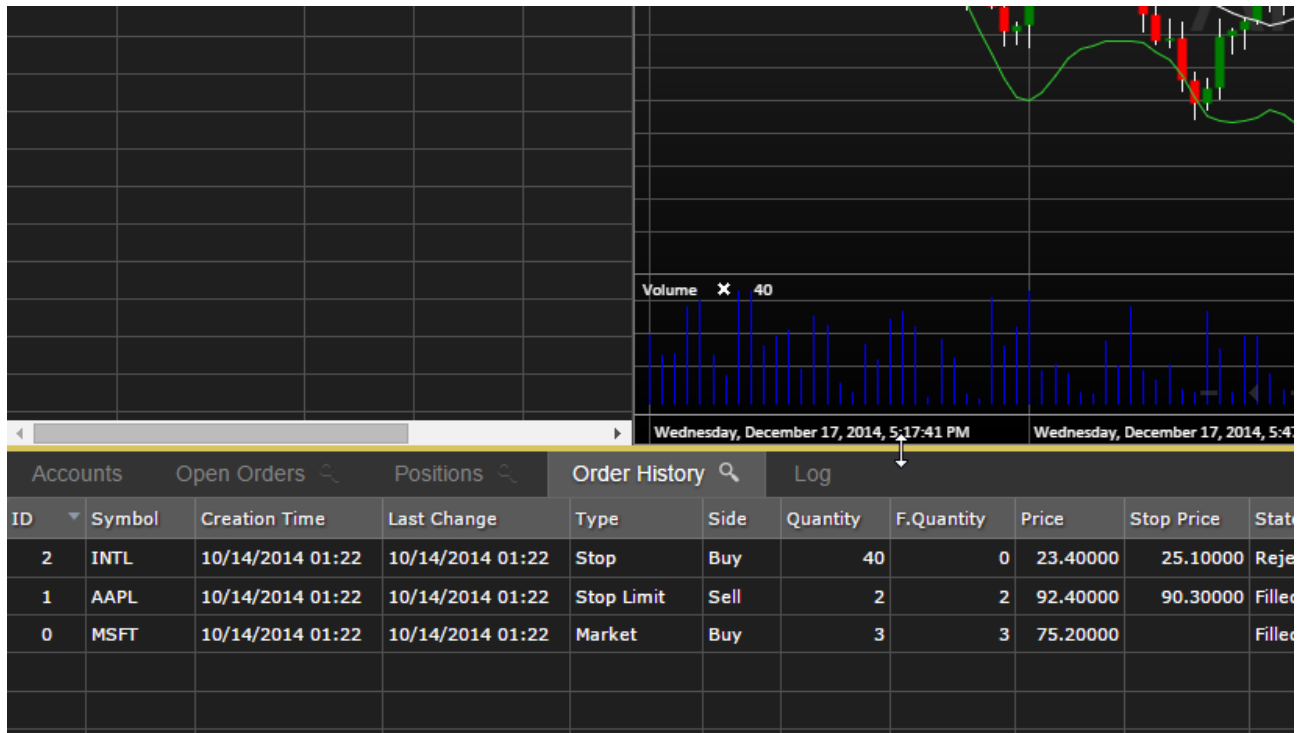 Volume 40
Wednesday, December 17, 2014, 5:17:41 PM Wednesday, December 17, 2014, 5:47
Accounts Open Orders Positions Order History Log
ID Symbol Creation Time Last Change Type Side Quantity F.Quantity Price Stop Price State
2 INTL 10/14/2014 01:22 10/14/2014 01:22 Stop Buy 40 0 23.40000 25.10000 Reje
1 AAPL 10/14/2014 01:22 10/14/2014 01:22 Stop Limit Sell 2 2 92.40000 90.30000 Filled
0 MSFT 10/14/2014 01:22 10/14/2014 01:22 Market Buy 3 3 75.20000 Filled